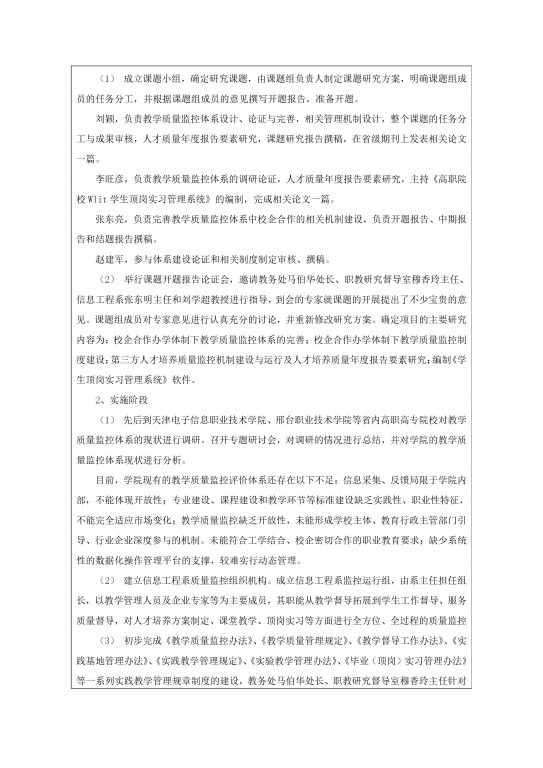 （1） 成立课题小组，确定研究课题，由课题组负责人制定课题研究方案，明确课题组成
员的任务分工，并根据课题组成员的意见撰写开题报告，准备开题。
刘颖，负责教学质量监控体系设计、论证与完善，相关管理机制设计，整个课题的任务分
工与成果审核，人才质量年度报告要素研究，课题研究报告撰稿，在省级期刊上发表相关论文
一篇。
李旺彦，负责教学质量监控体系的调研论证，人才质量年度报告要素研究，主持《高职院
校Wlit 学生顶岗实习管理系统》的编制，完成相关论文一篇。
张东亮，负责完善教学质量监控体系中校企合作的相关机制建设，负责开题报告、中期报
告和结题报告撰稿。
赵建军，参与体系建设论证和相关制度制定审核、撰稿。
（2） 举行课题开题报告论证会，邀请教务处马伯华处长、职教研究督导室穆香玲主任、
信息工程系张东明主任和刘学超教授进行指导，到会的专家就课题的开展提出了不少宝贵的意
见。课题组成员对专家意见进行认真充分的讨论，并重新修改研究方案。确定项目的主要研究
内容为：校企合作办学体制下教学质量监控体系的完善；校企合作办学体制下教学质量监控制
度建设；第三方人才培养质量监控机制建设与运行及人才培养质量年度报告要素研究；编制《学
生顶岗实习管理系统》软件。
2、实施阶段
（1） 先后到天津电子信息职业技术学院、邢台职业技术学院等省内高职高专院校对教学
质量监控体系的现状进行调研。召开专题研讨会，对调研的情况进行总结，并对学院的教学质
量监控体系现状进行分析。
目前，学院现有的教学质量监控评价体系还存在以下不足：信息采集、反馈局限于学院内
部，不能体现开放性；专业建设、课程建设和教学环节等标准建设缺乏实践性、职业性特征，
不能完全适应市场变化；教学质量监控缺乏开放性，未能形成学校主体、教育行政主管部门引
导、行业企业深度参与的机制。未能符合工学结合、校企密切合作的职业教育要求；缺少系统
性的数据化操作管理平台的支撑，较难实行动态管理。
（2） 建立信息工程系质量监控组织机构。成立信息工程系监控运行组，由系主任担任组
长，以教学管理人员及企业专家等为主要成员，其职能从教学督导拓展到学生工作督导、服务
质量督导，对人才培养方案制定、课堂教学、顶岗实习等方面进行全方位、全过程的质量监控
（3） 初步完成《教学质量监控办法》、《教学质量管理规定》、《教学督导工作办法》、《实
践基地管理办法》、《实践教学管理规定》、《实验教学管理办法》、《毕业（顶岗）实习管理办法》
等一系列实践教学管理规章制度的建设，教务处马伯华处长、职教研究督导室穆香玲主任针对